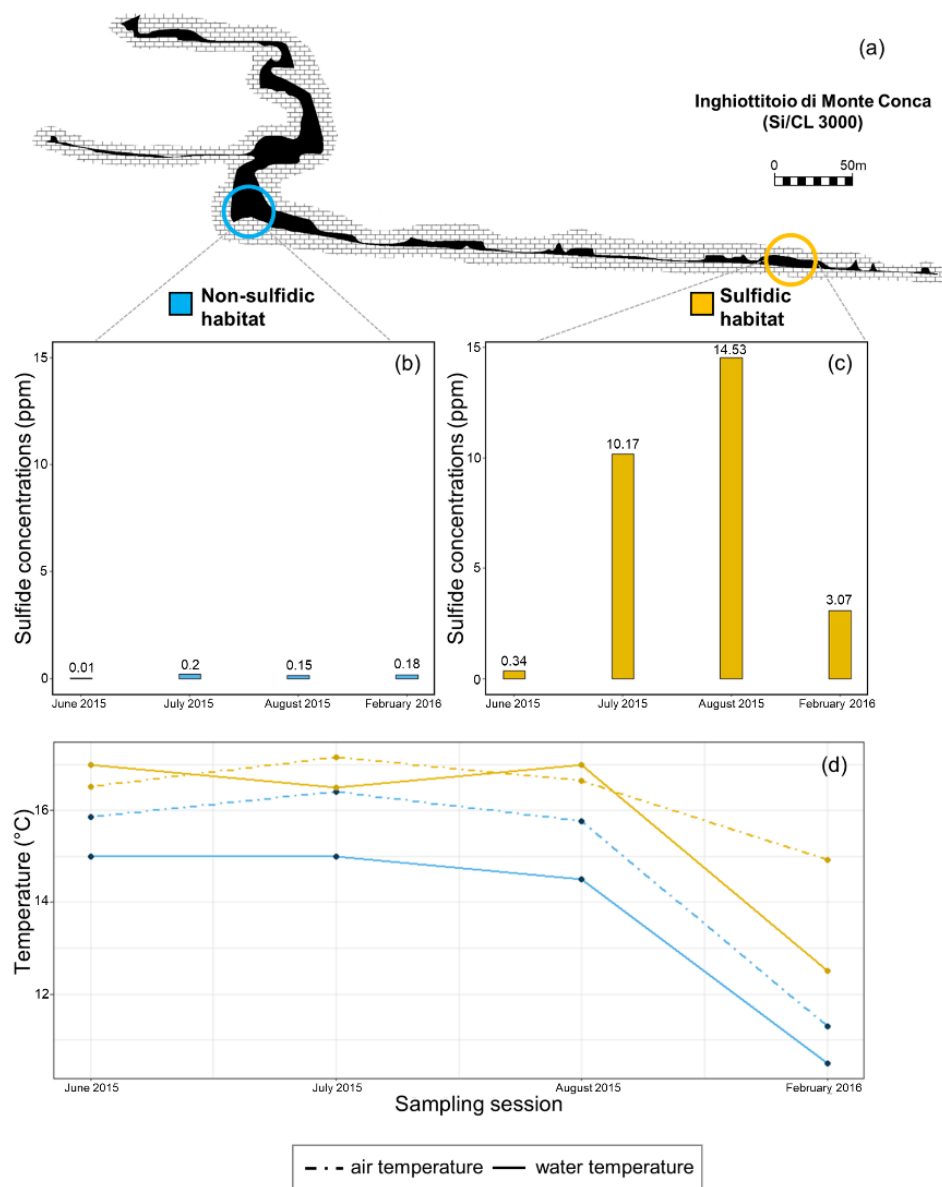 (a)
Inghiottitoio di Monte Conca
(Si/CL 3000)
0 50m
Non-sulfidic
habitat
Sulfidic
habitat
(b)
Sulfide concentrations (ppm)
15
10
5
0
0.01
0.2
0.15
0.18
June 2015 July 2015 August 2015 February 2016
(c)
Sulfide concentrations (ppm)
15
10
5
0
0.34
10.17
14.53
3.07
June 2015 July 2015 August 2015 February 2016
(d)
Temperature (°C)
16
14
12
June 2015 July 2015 August 2015 February 2016
Sampling session
air temperature water temperature